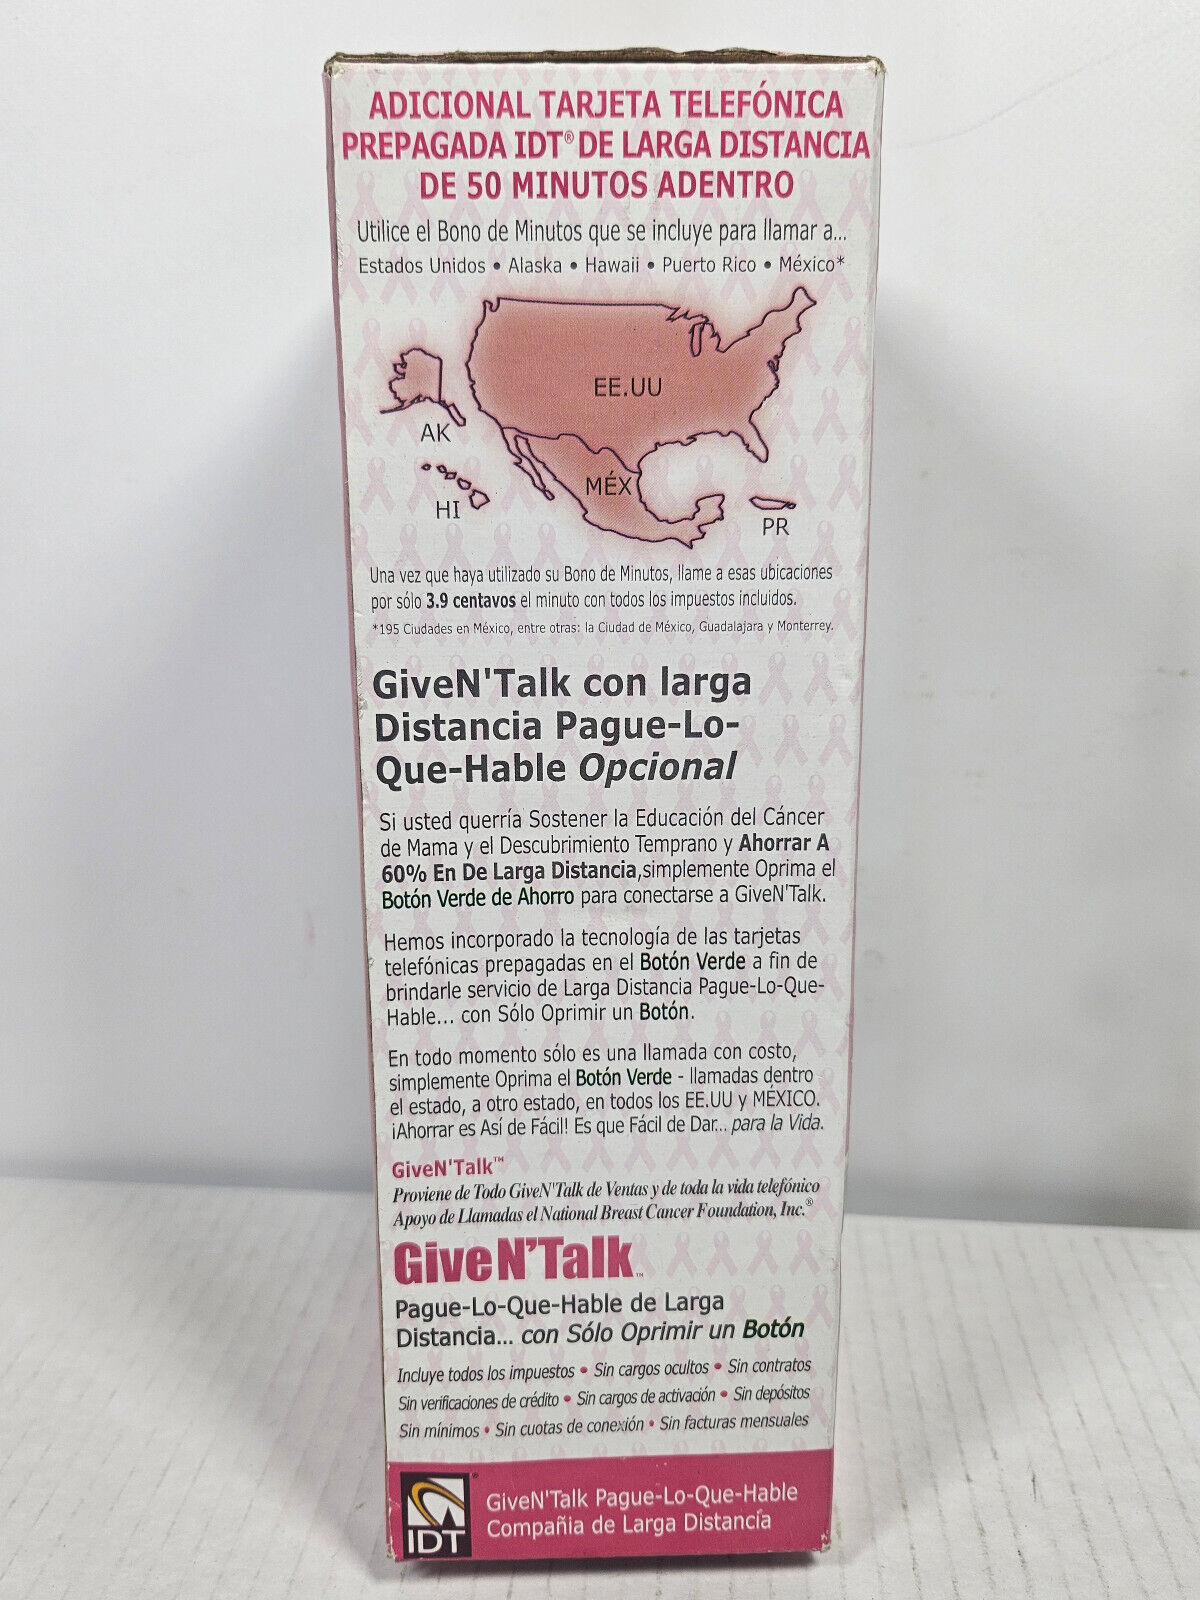 ADICIONAL TARJETA TELEFÓNICA
PREPAGADA IDT® DE LARGA DISTANCIA
DE 50 MINUTOS ADENTRO
Utilice el Bono de Minutos que se incluye para llamar a...
Estados Unidos • Alaska • Hawaii • Puerto Rico • México*
EE.UU
AK
MÉX
HI
PR
Una vez que haya utilizado su Bono de Minutos, llame a esas ubicaciones
por sólo 3.9 centavos el minuto con todos los impuestos incluidos.
*195 Ciudades en México, entre otras: la Ciudad de México, Guadalajara y Monterrey.
GiveN'Talk con larga
Distancia Pague-Lo-
Que-Hable Opcional
Si usted querría Sostener la Educación del Cáncer
de Mama y el Descubrimiento Temprano y Ahorrar A
60% En De Larga Distancia,simplemente Oprima el
Botón Verde de Ahorro para conectarse a GiveN'Talk.
Hemos incorporado la tecnología de las tarjetas
telefónicas prepagadas en el Botón Verde a fin de
brindarle servicio de Larga Distancia Pague-Lo-Que-
Hable... con Sólo Oprimir un Botón.
En todo momento sólo es una llamada con costo,
simplemente Oprima el Botón Verde - llamadas dentro
el estado, a otro estado, en todos los EE.UU y MÉXICO.
¡Ahorrar es Así de Fácil! Es que Fácil de Dar... para la Vida.
GiveN'Talk™
Proviene de Todo GiveN'Talk de Ventas y de toda la vida telefónico
Apoyo de Llamadas el National Breast Cancer Foundation, Inc.®
GiveN'Talk™
Pague-Lo-Que-Hable de Larga
Distancia... con Sólo Oprimir un Botón
Incluye todos los impuestos • Sin cargos ocultos • Sin contratos
Sin verificaciones de crédito • Sin cargos de activación • Sin depósitos
Sin mínimos • Sin cuotas de conexión • Sin facturas mensuales
IDT®
GiveN'Talk Pague-Lo-Que-Hable
Compañia de Larga Distancía